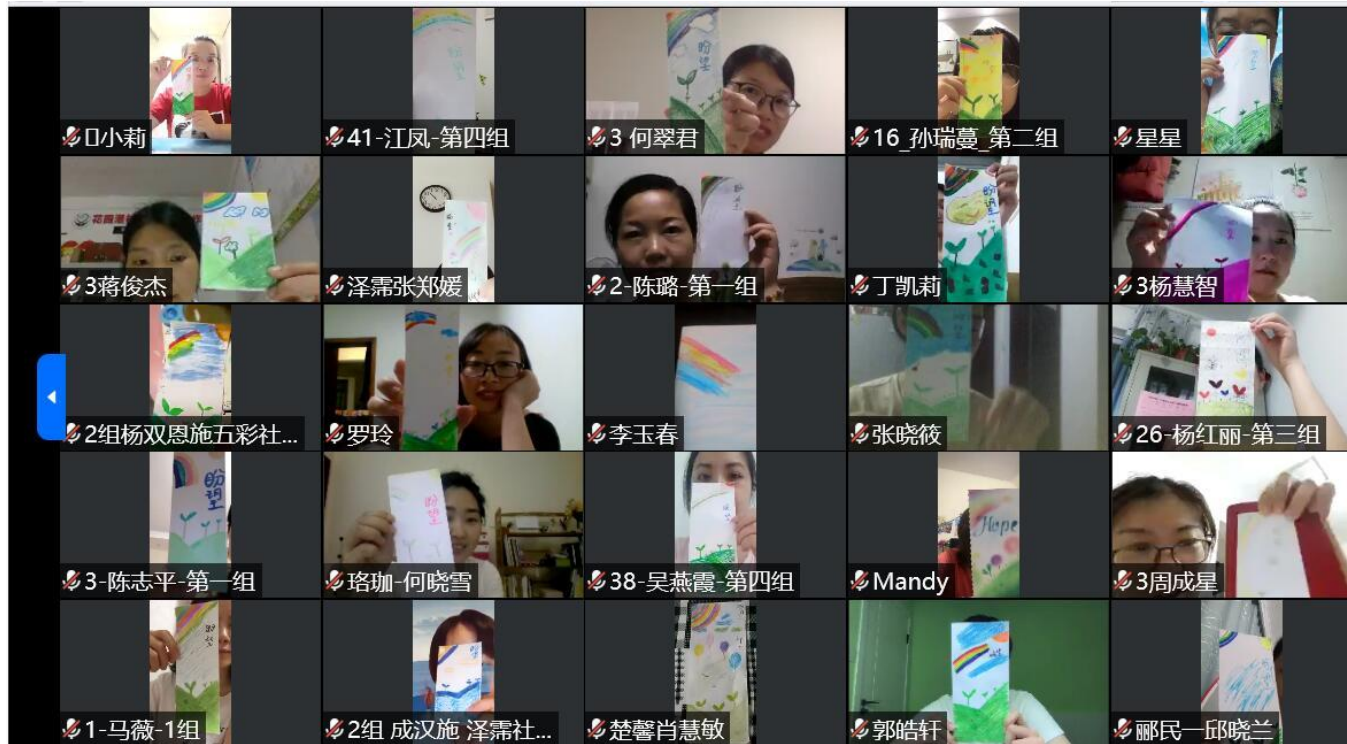 小莉
41-江凤-第四组
盼望
3 何翠君
盼望
16_孙瑞蔓_第二组
星星
3蒋俊杰
泽霈张郑媛
2-陈璐-第一组
盼望
丁凯莉
盼望
3杨慧智
2组杨双恩施五彩社...
罗玲
李玉春
张晓筱
26-杨红丽-第三组
3-陈志平-第一组
盼望
珞珈-何晓雪
盼望
38-吴燕霞-第四组
Mandy
Hope
3周成星
1-马薇-1组
盼望
2组 成汉施 泽霈社...
楚馨肖慧敏
郭皓轩
郦民一邱晓兰